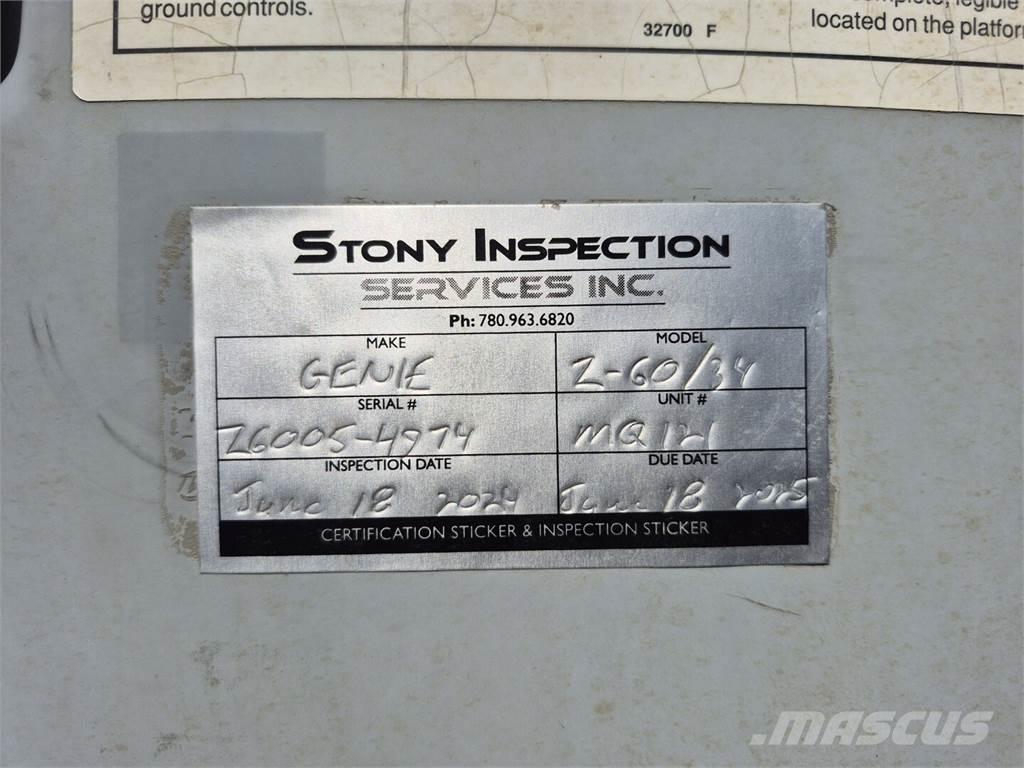 ground controls.
32700 F
legible
located on the platform
STONY INSPECTION
SERVICES INC.
Ph: 780.963.6820
MAKE
MODEL
GENIE
Z-60/34
SERIAL #
UNIT #
Z6005-4974
MQ121
INSPECTION DATE
DUE DATE
June 18 2024
June 18 2025
CERTIFICATION STICKER & INSPECTION STICKER
MASCUS